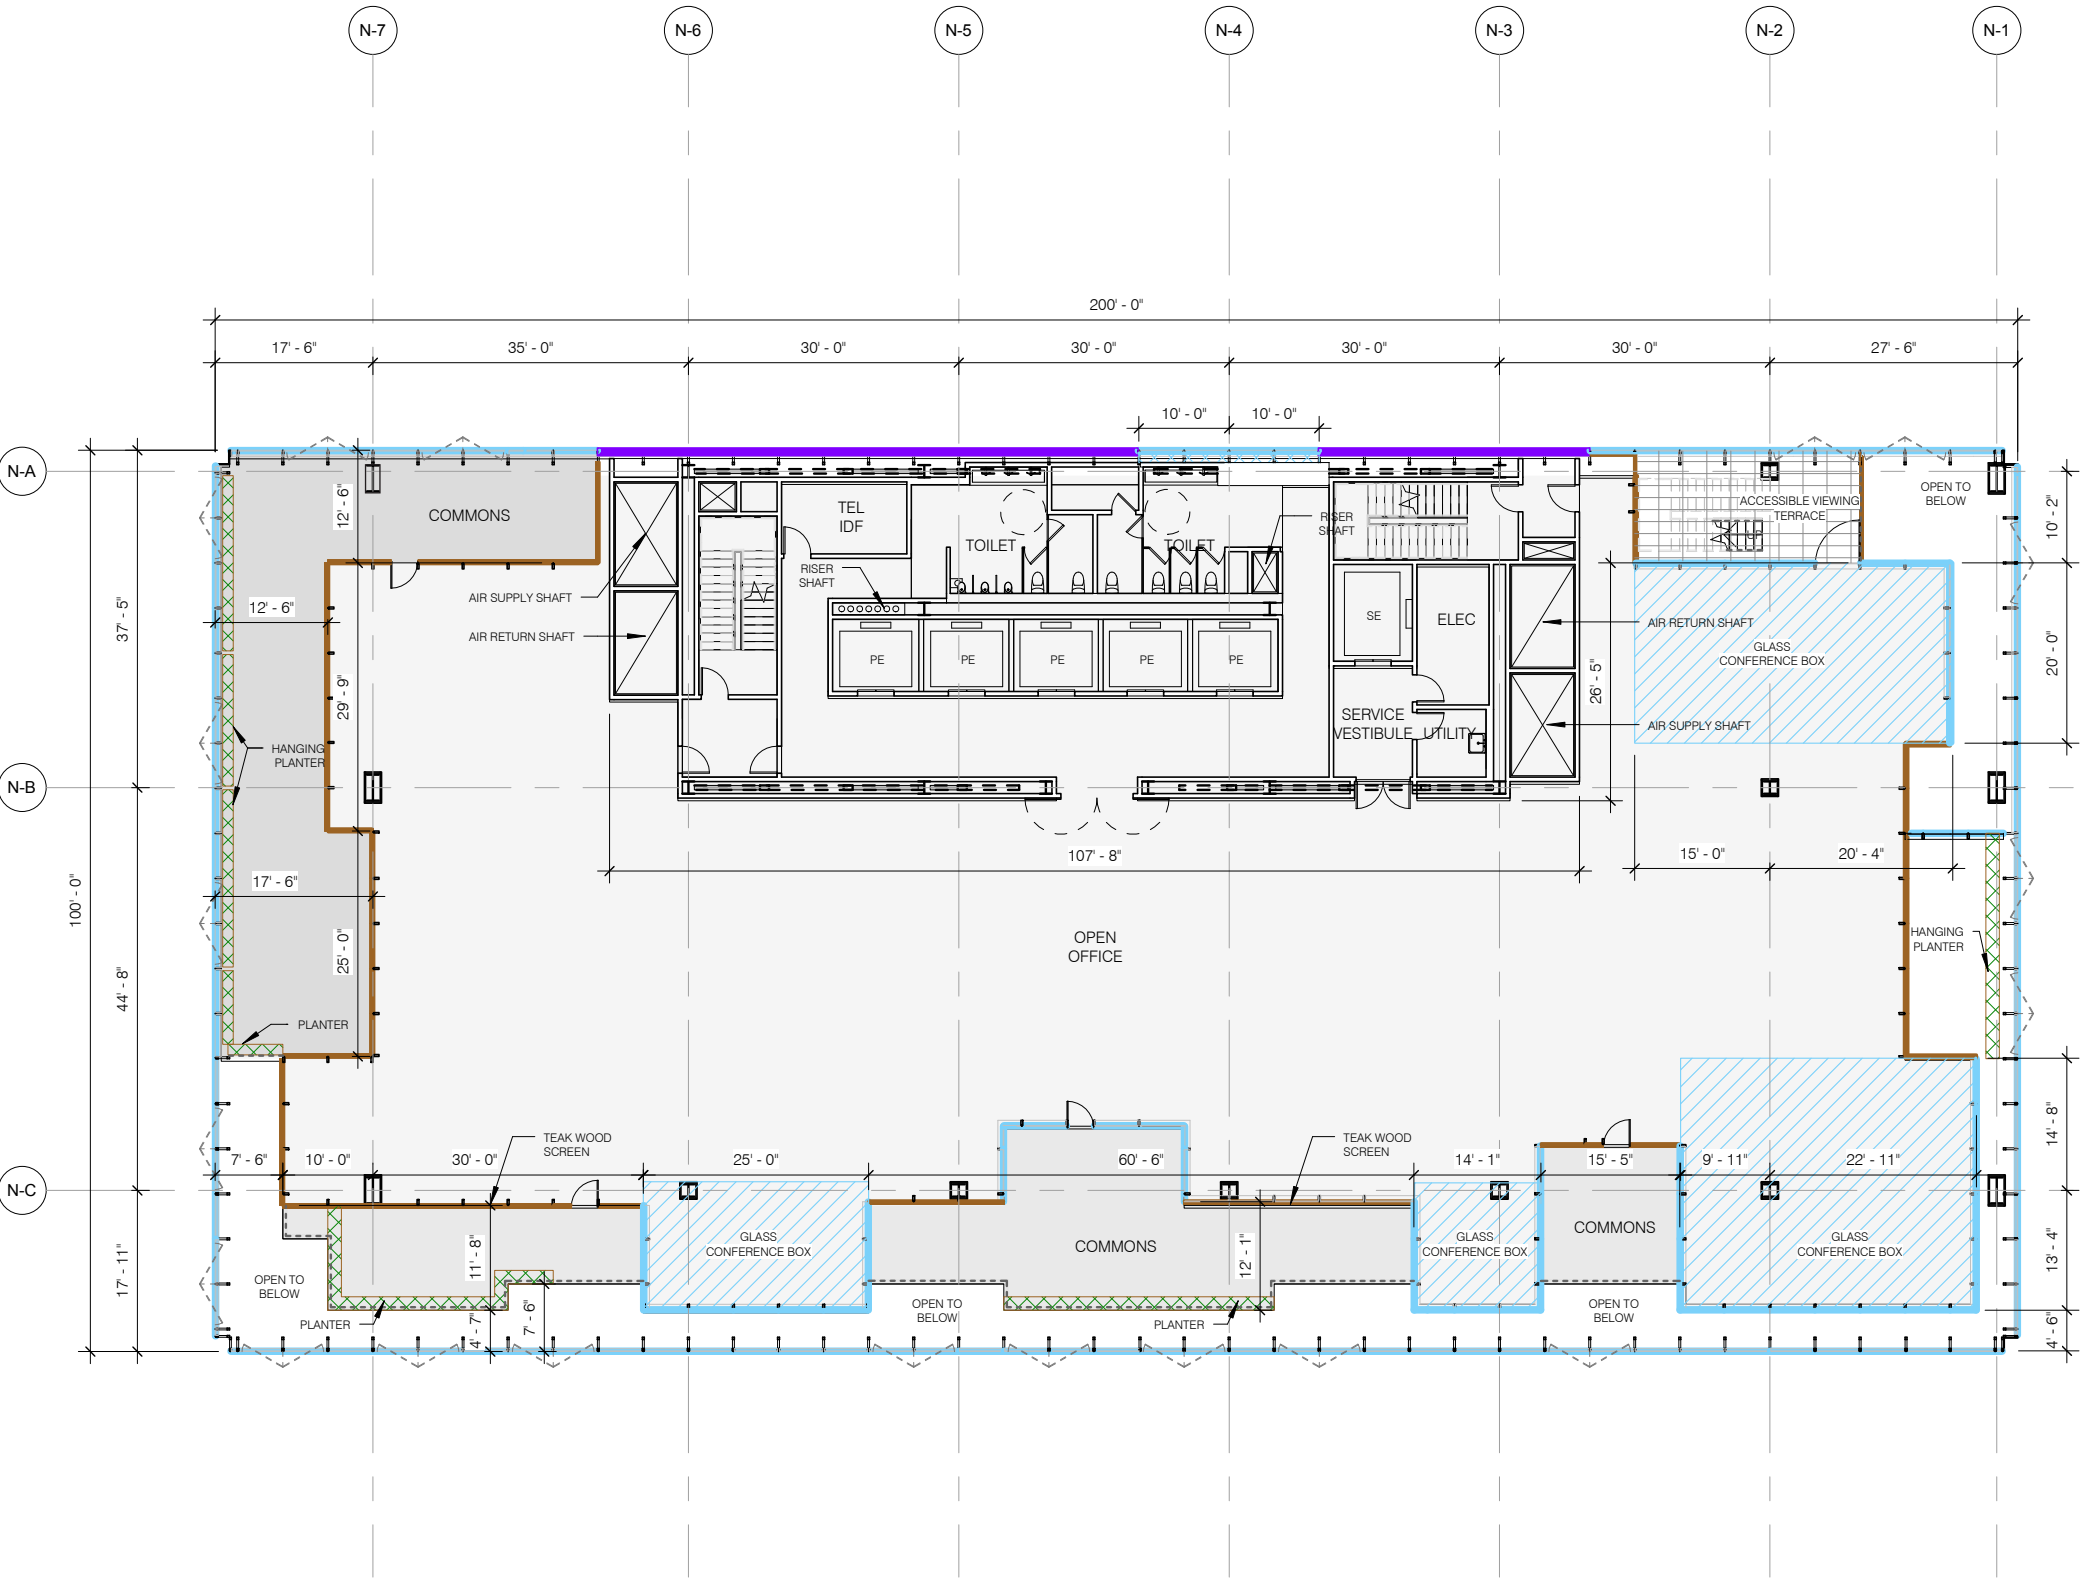 N-7
N-6
N-5
N-4
N-3
N-2
N-1
200' - 0"
17' - 6"
35' - 0"
30' - 0"
30' - 0"
30' - 0"
30' - 0"
27' - 6"
10' - 0"
10' - 0"
N-A
N-B
N-C
100' - 0"
37' - 5"
44' - 8"
17' - 11"
COMMONS
12' - 6"
12' - 6"
29' - 9"
17' - 6"
25' - 0"
HANGING
PLANTER
PLANTER
AIR SUPPLY SHAFT
AIR RETURN SHAFT
TEL
IDF
RISER
SHAFT
TOILET
TOILET
RISER
SHAFT
PE
PE
PE
PE
PE
SE
ELEC
SERVICE
VESTIBULE
UTILITY
26' - 5"
AIR RETURN SHAFT
AIR SUPPLY SHAFT
ACCESSIBLE VIEWING
TERRACE
OPEN TO
BELOW
GLASS
CONFERENCE BOX
10' - 2"
20' - 0"
107' - 8"
15' - 0"
20' - 4"
OPEN
OFFICE
HANGING
PLANTER
14' - 8"
13' - 4"
4' - 6"
TEAK WOOD
SCREEN
TEAK WOOD
SCREEN
7' - 6"
10' - 0"
30' - 0"
25' - 0"
60' - 6"
14' - 1"
15' - 5"
9' - 11"
22' - 11"
11' - 8"
GLASS
CONFERENCE BOX
COMMONS
12' - 1"
GLASS
CONFERENCE BOX
COMMONS
GLASS
CONFERENCE BOX
OPEN TO
BELOW
PLANTER
4' - 7"
7' - 6"
OPEN TO
BELOW
PLANTER
OPEN TO
BELOW